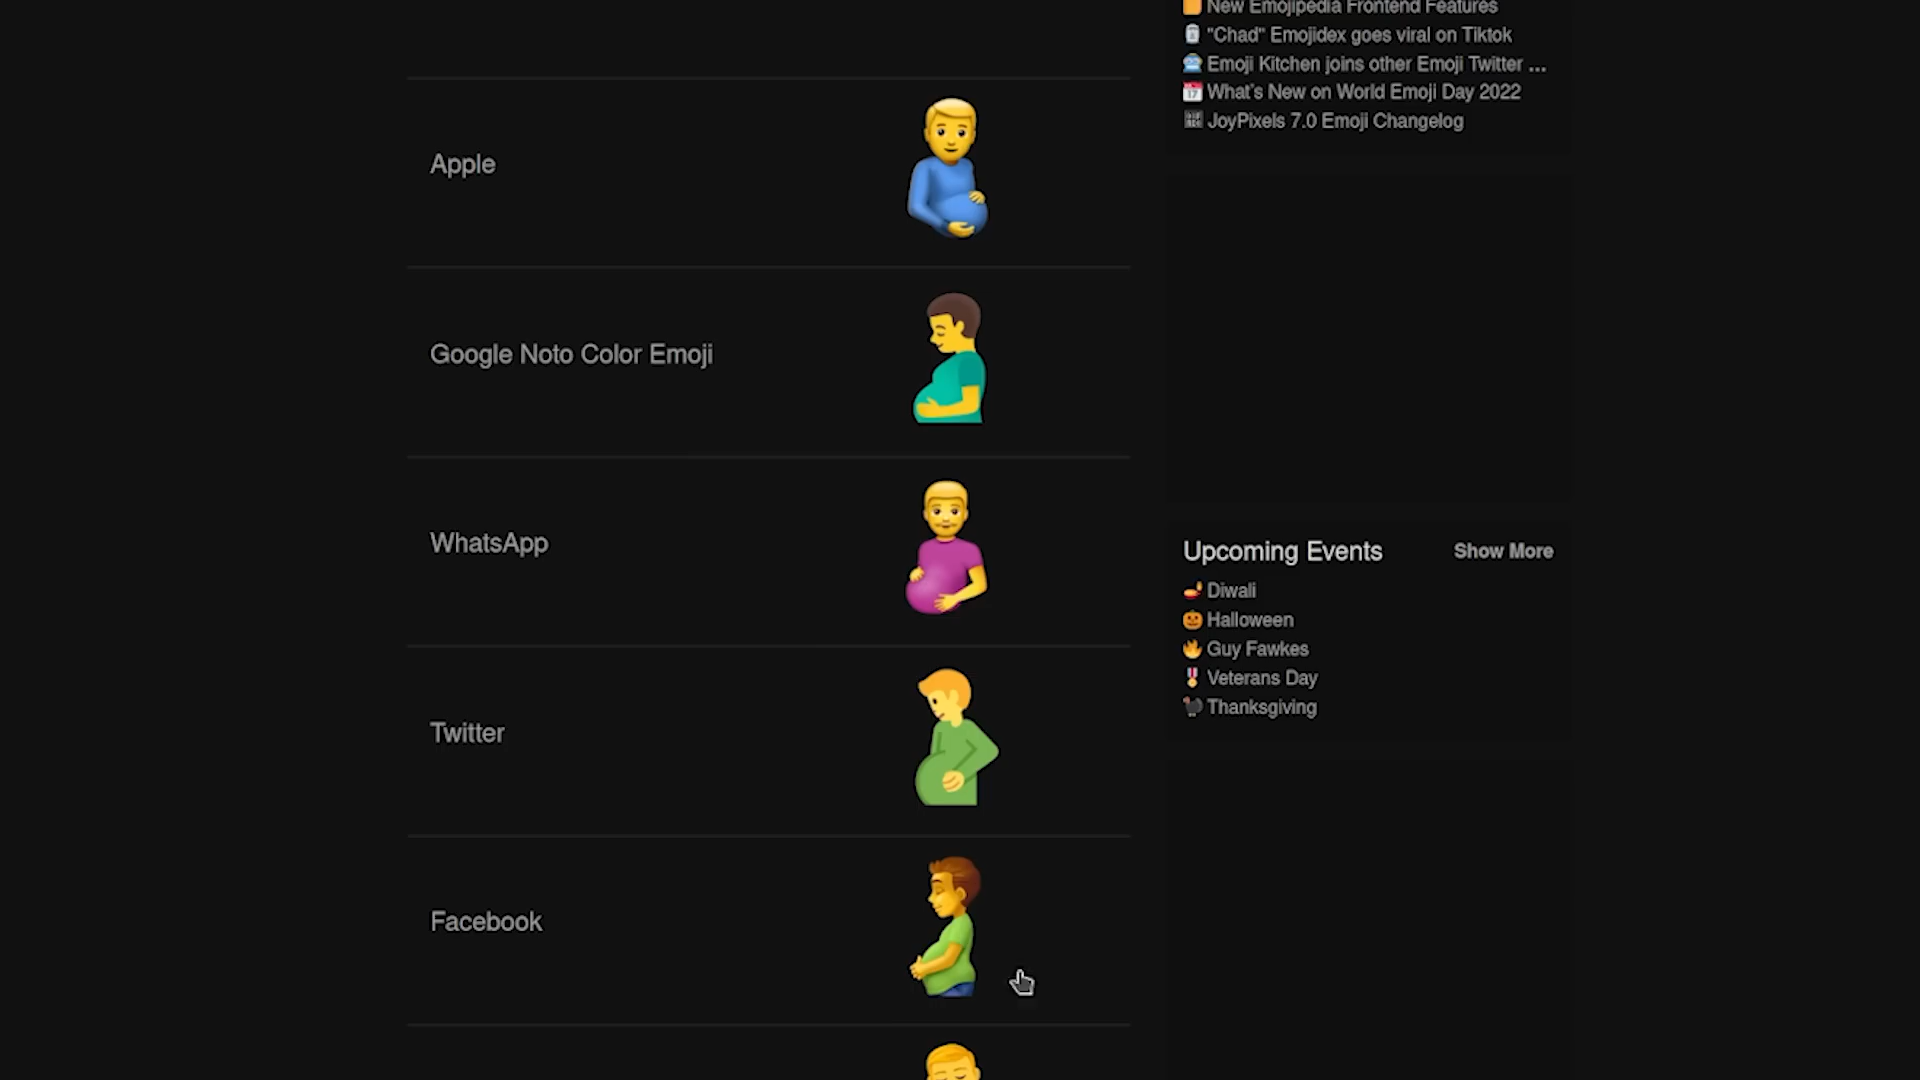 Apple
Google Noto Color Emoji
WhatsApp
Twitter
Facebook
New Emojipedia Frontend Features
"Chad" Emojidex goes viral on Tiktok
Emoji Kitchen joins other Emoji Twitter ...
What's New on World Emoji Day 2022
JoyPixels 7.0 Emoji Changelog
Upcoming Events Show More
Diwali
Halloween
Guy Fawkes
Veterans Day
Thanksgiving